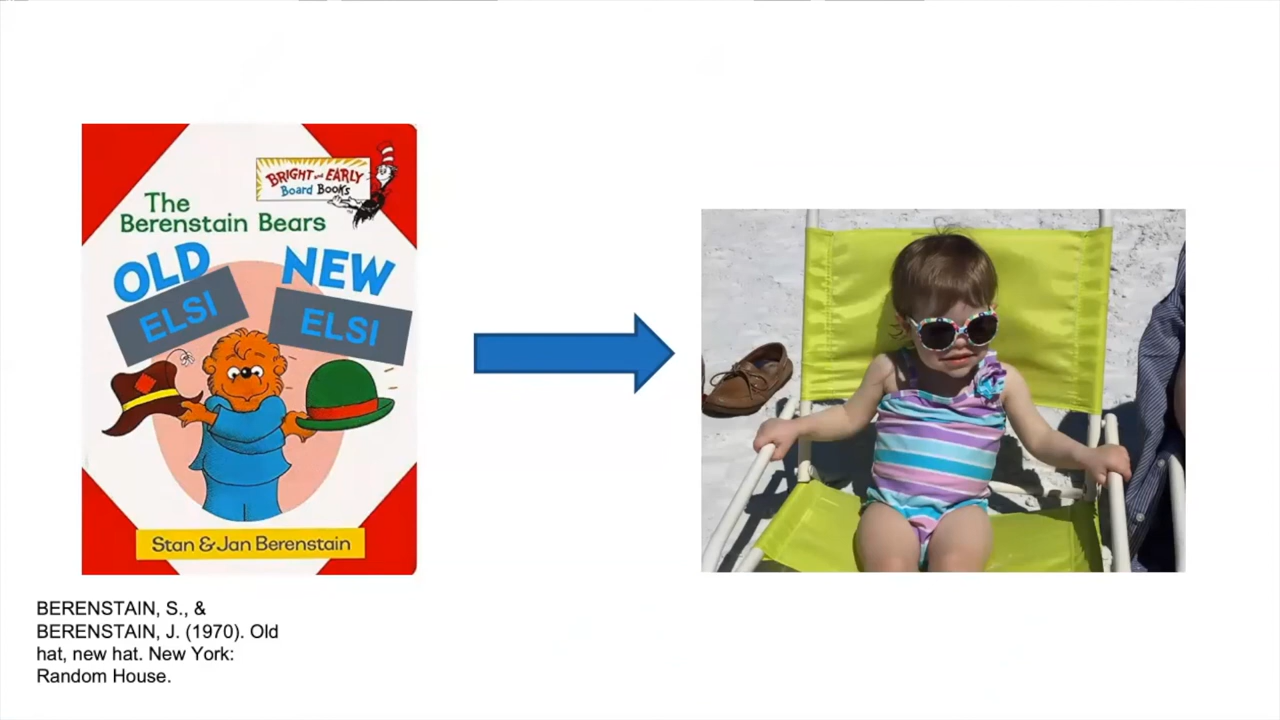 BRIGHT and EARLY
Board Books
The
Berenstain Bears
OLD NEW
ELSI ELSI
Stan & Jan Berenstain
BERENSTAIN, S., &
BERENSTAIN, J. (1970). Old
hat, new hat. New York:
Random House.